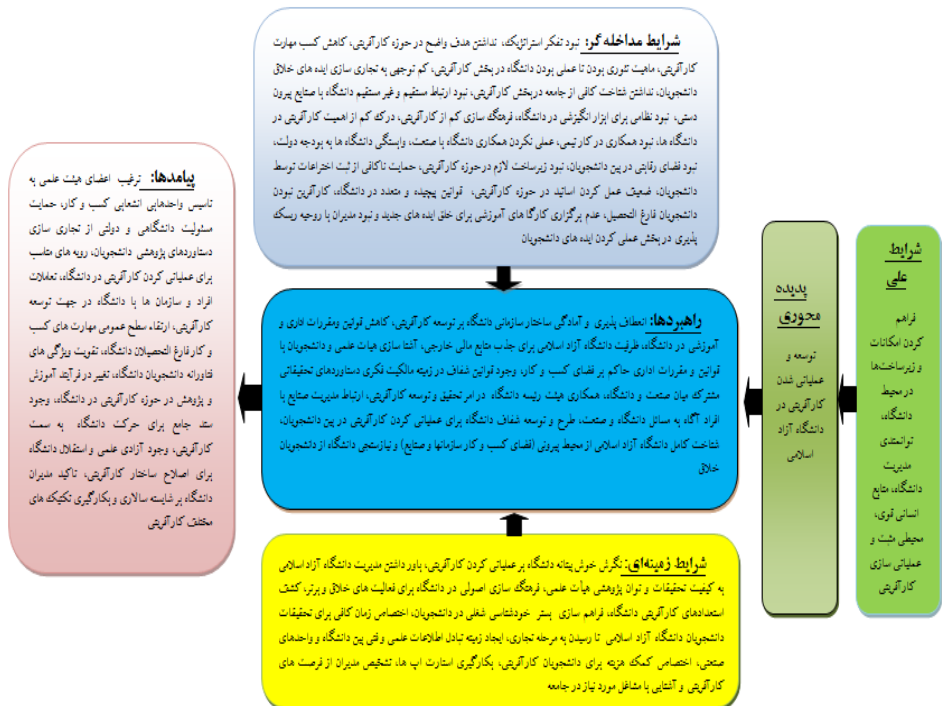 شرایط علی
فراهم
کردن امکانات
و زیرساخت‌ها
در محیط
دانشگاه،
توانمندی
مدیریت
دانشگاه، منابع
انسانی قوی،
محیطی مثبت و
عملیاتی سازی
کارآفرینی
پدیده
محوری
توسعه و
عملیاتی شدن
کارآفرینی در
دانشگاه آزاد
اسلامی
شرایط مداخله‌گر: نبود تفکر استراتژیک، نداشتن هدف واضح در حوزه کارآفرینی، کاهش کسب مهارت
کارآفرینی، ماهیت تئوری بودن تا عملی بودن دانشگاه در بخش کارآفرینی، کم توجهی به تجاری سازی ایده های خلاق
دانشجویان، نداشتن شناخت کافی از جامعه در بخش کارآفرینی، نبود ارتباط مستقیم و غیر مستقیم دانشگاه با صنایع پیرون
دستی، نبود نظامی برای ابزار انگیزشی در دانشگاه، فرهنگ سازی کم از کارآفرینی، درک کم از اهمیت کارآفرینی در
دانشگاه ها، نبود همکاری در کار تیمی، عملی نکردن همکاری دانشگاه با صنعت، وابستگی دانشگاه ها به بودجه دولت،
نبود فضای رقابتی در بین دانشجویان، نبود زیرساخت لازم در حوزه کارآفرینی، حمایت ناکافی از ثبت اختراعات توسط
دانشجویان، ضعیف عمل کردن اساتید در حوزه کارآفرینی، قوانین پیچیده و متعدد در دانشگاه، کارآفرین نبودن
دانشجویان فارغ التحصیل، عدم برگزاری کارگا های آموزشی برای خلق ایده های جدید و نبود مدیران با روحیه ریسک
پذیری در بخش عملی کردن ایده های دانشجویان
راهبردها: انعطاف پذیری و آمادگی ساختار سازمانی دانشگاه بر توسعه کارآفرینی، کاهش قوانین ومقررات اداری و
آموزشی در دانشگاه، ظرفیت دانشگاه آزاد اسلامی برای جذب منابع مالی خارجی، آشنا سازی هیات علمی و دانشجویان با
قوانین و مقررات اداری حاکم بر فضای کسب و کار، وجود قوانین شفاف در زمینه مالکیت فکری دستاوردهای تحقیقاتی
مشترک میان صنعت و دانشگاه، همکاری هیئت رییسه دانشگاه در امر تحقیق و توسعه کارآفرینی، ارتباط مدیریت صنایع با
افراد آگاه به مسائل دانشگاه و صنعت، طرح و توسعه شفاف دانشگاه برای عملیاتی کردن کارآفرینی در بین دانشجویان،
شناخت کامل دانشگاه آزاد اسلامی از محیط پیرونی (فضای کسب و کار سازمانها و صنایع) و نیازسنجی دانشگاه از دانشجویان
خلاق
شرایط زمینه‌ای: نگرش خوش بینانه دانشگاه بر عملیاتی کردن کارآفرینی، باور داشتن مدیریت دانشگاه آزاد اسلامی
به کیفیت تحقیقات و توان پژوهشی هیأت علمی، فرهنگ سازی اصولی در دانشگاه برای فعالیت های خلاق و برتر، کشف
استعدادهای کارآفرینی دانشگاه، فراهم سازی بستر خودشناسی شغلی در دانشجویان، اختصاص زمان کافی برای تحقیقات
دانشجویان دانشگاه آزاد اسلامی تا رسیدن به مرحله تجاری، ایجاد زمینه تبادل اطلاعات علمی و فنی بین دانشگاه و واحدهای
صنعتی، اختصاص کمک هزینه برای دانشجویان کارآفرینی، بکارگیری استارت اپ ها، تشخیص مدیران از فرصت های
کارآفرینی و آشنایی با مشاغل مورد نیاز در جامعه
پیامدها: ترغیب اعضای هیئت علمی به
تاسیس واحدهایی انشعابی کسب و کار، حمایت
مسئولیت دانشگاهی و دولتی از تجاری سازی
دستاوردهای پژوهشی دانشجویان، رویه های مناسب
برای عملیاتی کردن کارآفرینی در دانشگاه، تعاملات
افراد و سازمان ها با دانشگاه در جهت توسعه
کارآفرینی، ارتقاء سطح عمومی مهارت های کسب
و کار فارغ التحصیلان دانشگاه، تقویت ویژگی های
فناورانه دانشجویان دانشگاه، تغییر در فرآیند آموزش
و پژوهش در حوزه کارآفرینی در دانشگاه، وجود
سند جامع برای حرکت دانشگاه به سمت
کارآفرینی، وجود آزادی علمی و استقلال دانشگاه
برای اصلاح ساختار کارآفرینی، تاکید مدیران
دانشگاه بر شایسته سالاری و بکارگیری تکنیک های
مختلف کارآفرینی